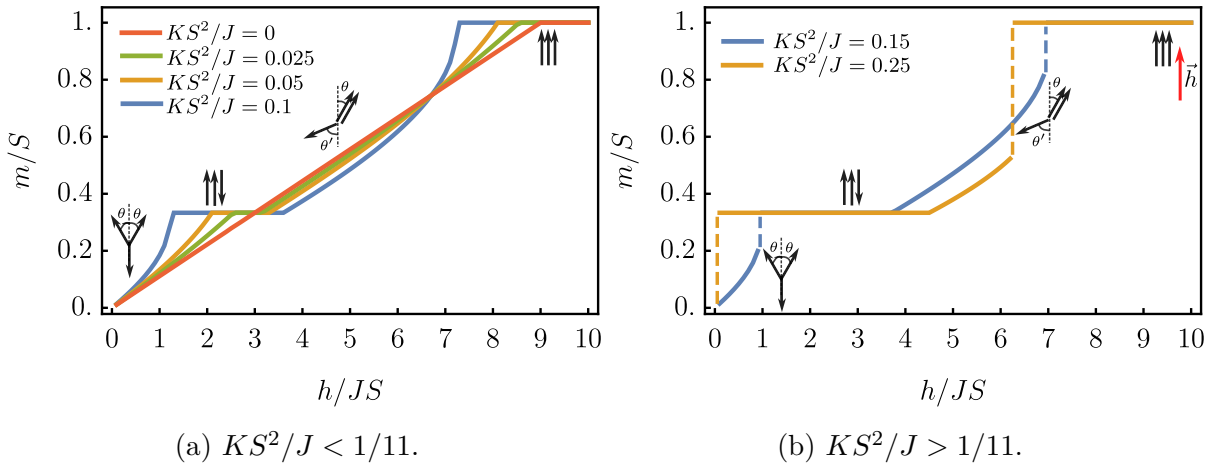 1.
0.8
0.6
0.4
0.2
0.
m/S
KS²/J = 0
KS²/J = 0.025
KS²/J = 0.05
KS²/J = 0.1
θ
θ'
θ θ
0 1 2 3 4 5 6 7 8 9 10
h/JS
(a) KS²/J < 1/11.
1.
0.8
0.6
0.4
0.2
0.
m/S
KS²/J = 0.15
KS²/J = 0.25
h⃗
θ
θ'
θ θ
0 1 2 3 4 5 6 7 8 9 10
h/JS
(b) KS²/J > 1/11.